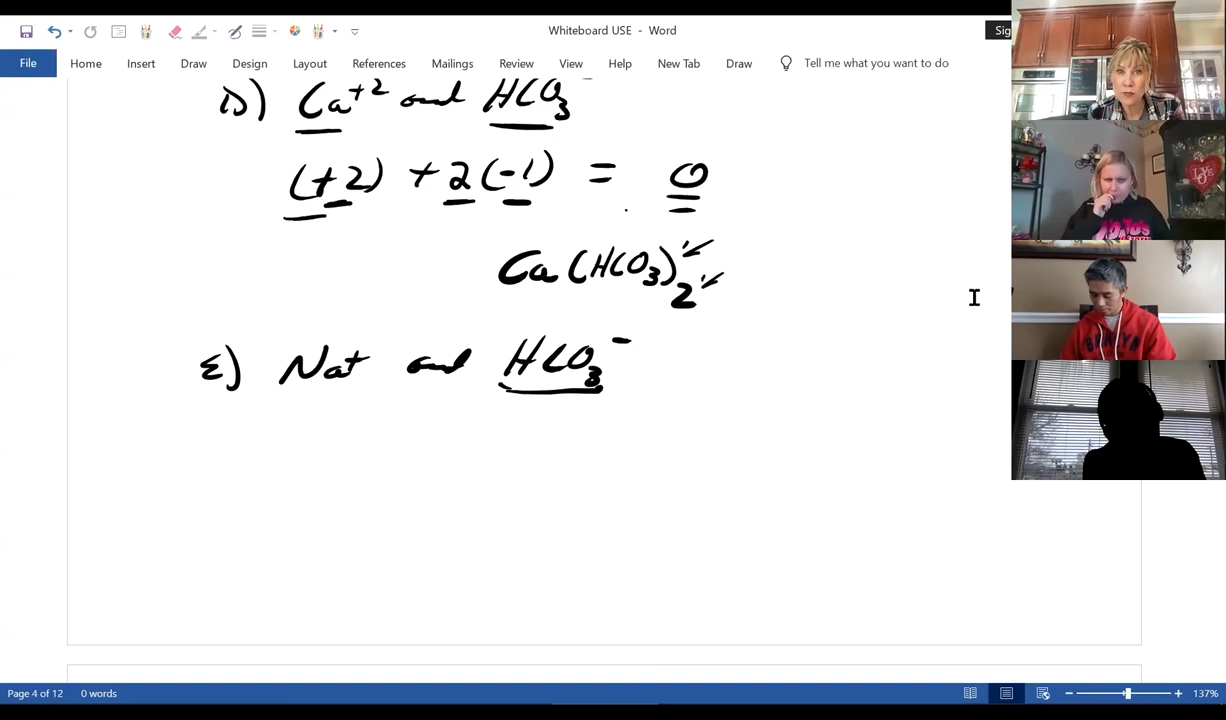 Whiteboard USE - Word
File Home Insert Draw Design Layout References Mailings Review View Help New Tab Draw Tell me what you want to do
D) Ca+2 and HCO3-
(+2) + 2(-1) = 0
Ca(HCO3)2
E) Na+ and HCO3-
Page 4 of 12 0 words 137%